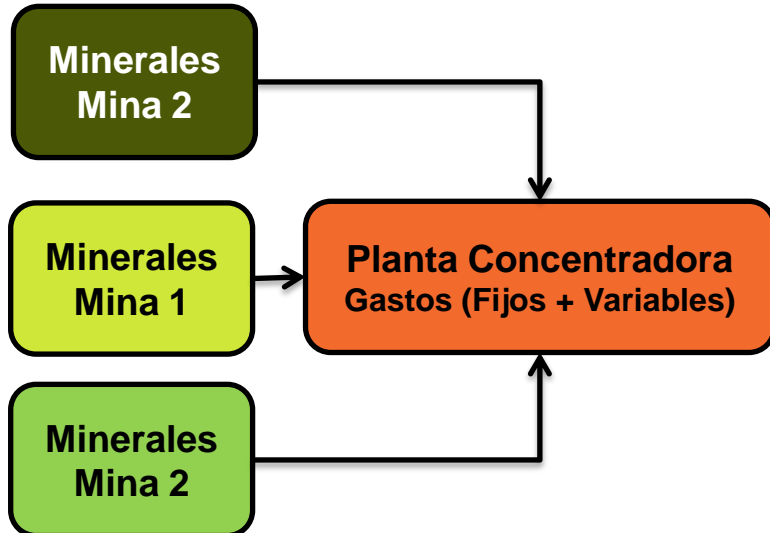 Minerales
Mina 2
Minerales
Mina 1
Planta Concentradora
Gastos (Fijos + Variables)
Minerales
Mina 2